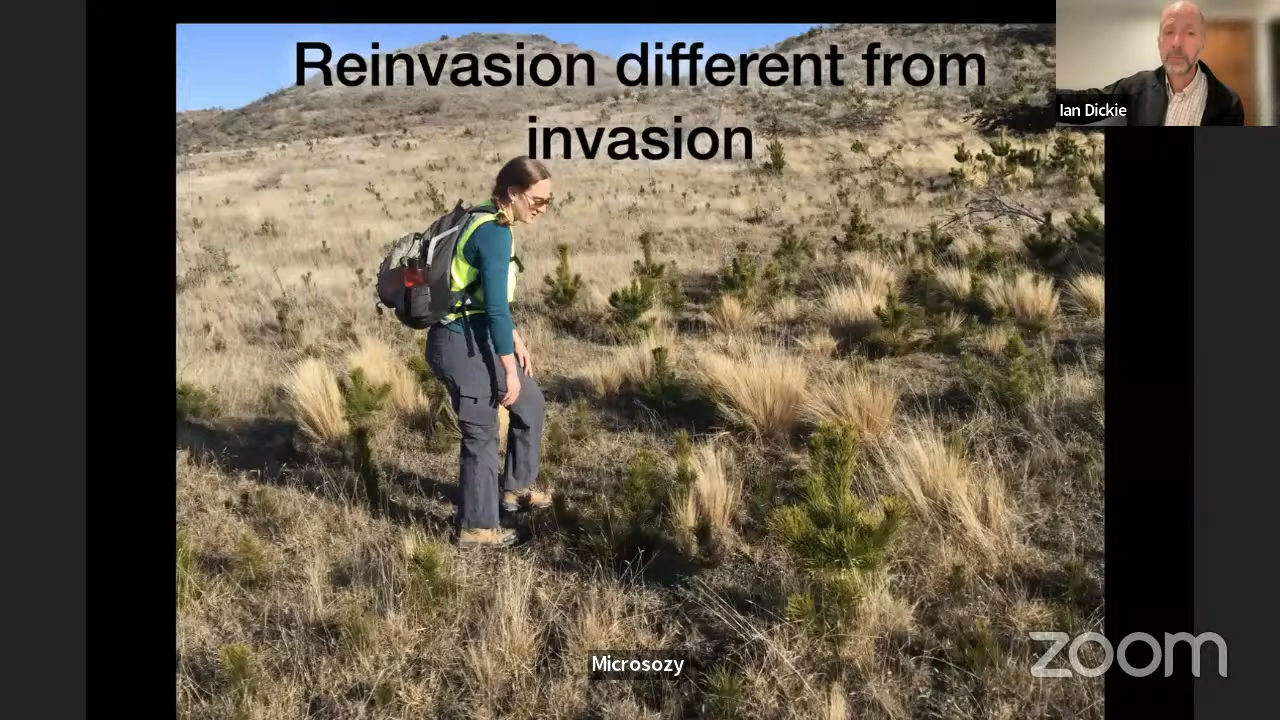 Reinvasion different from
invasion
Ian Dickie
Microsozy
zoom